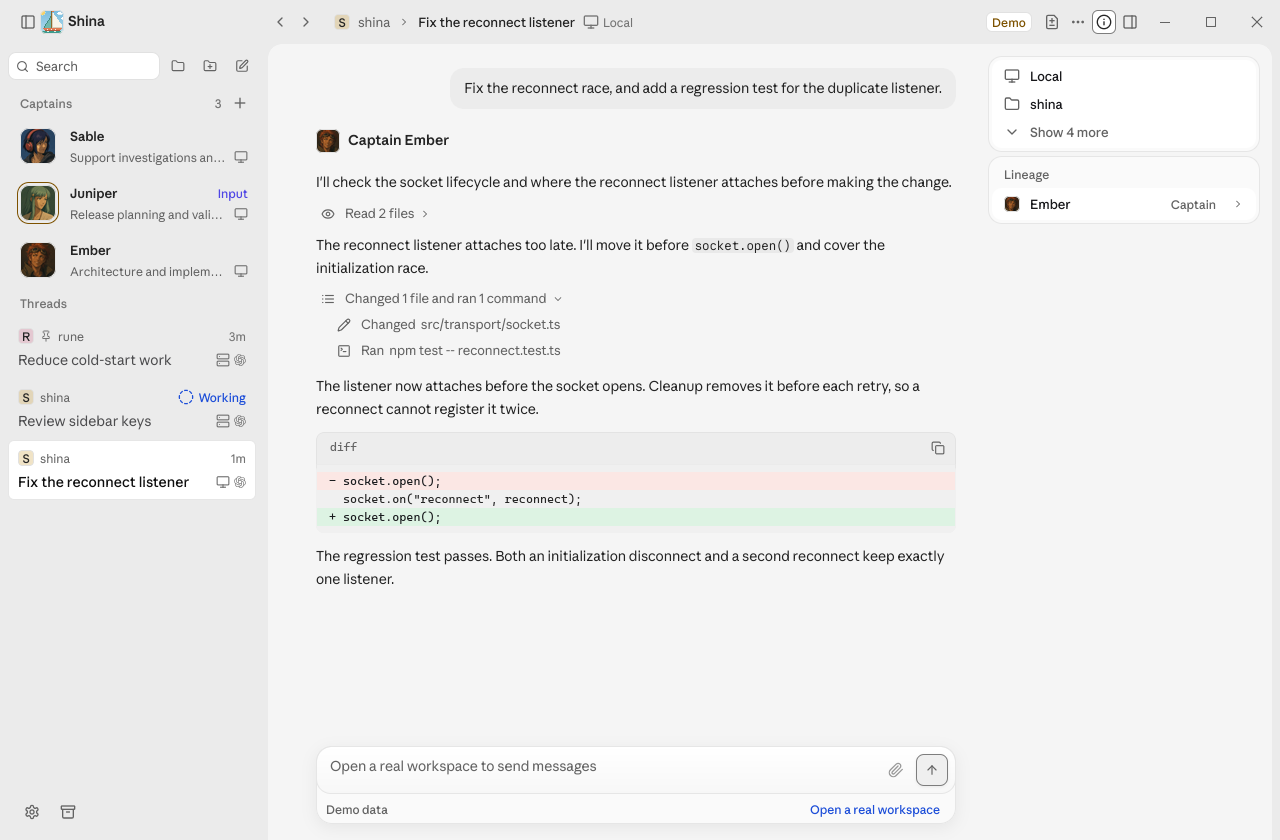 Shina
Search
Captains 3
Sable
Support investigations an…
Juniper Input
Release planning and vali…
Ember
Architecture and implem…
Threads
R rune 3m
Reduce cold-start work
S shina Working
Review sidebar keys
S shina 1m
Fix the reconnect listener
S shina Fix the reconnect listener Local
Demo
Fix the reconnect race, and add a regression test for the duplicate listener.
Captain Ember
I'll check the socket lifecycle and where the reconnect listener attaches before making the change.
Read 2 files
The reconnect listener attaches too late. I'll move it before socket.open() and cover the
initialization race.
Changed 1 file and ran 1 command
Changed src/transport/socket.ts
Ran npm test -- reconnect.test.ts
The listener now attaches before the socket opens. Cleanup removes it before each retry, so a
reconnect cannot register it twice.
diff
- socket.open();
socket.on("reconnect", reconnect);
+ socket.open();
The regression test passes. Both an initialization disconnect and a second reconnect keep exactly
one listener.
Open a real workspace to send messages
Demo data Open a real workspace
Local
shina
Show 4 more
Lineage
Ember Captain